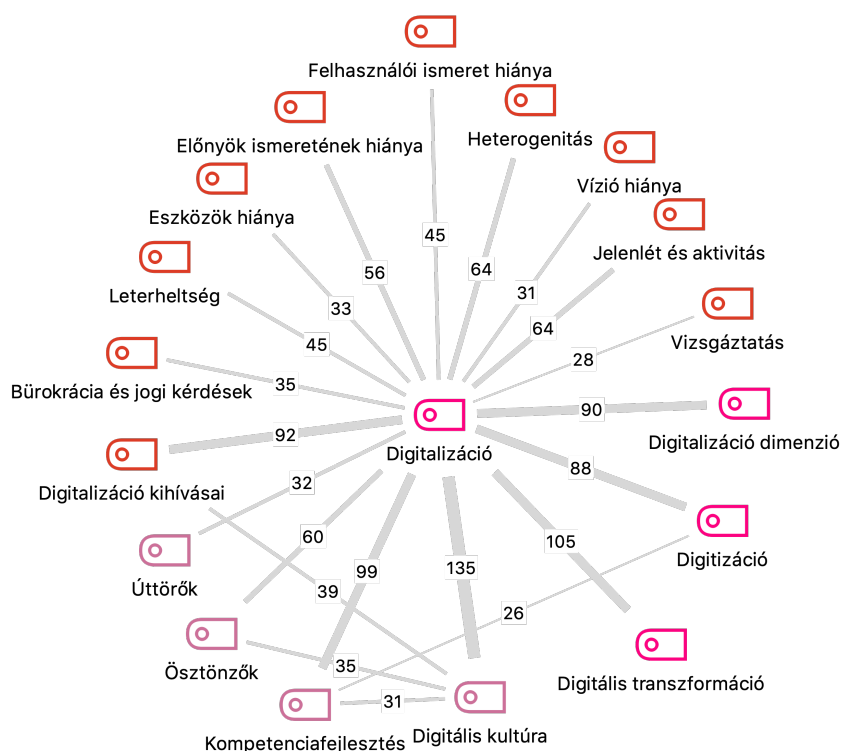 Felhasználói ismeret hiánya
Heterogenitás
Előnyök ismeretének hiánya
Vízió hiánya
Eszközök hiánya
Jelenlét és aktivitás
45
64
56
Leterheltség
31
33
64
Vizsgáztatás
45
28
35
Bürokrácia és jogi kérdések
90
92
Digitalizáció dimenzió
Digitalizáció
88
32
Digitalizáció kihívásai
60
105
Digitizáció
99
135
Úttörők
39
26
35
Ösztönzők
Digitális transzformáció
31
Digitális kultúra
Kompetenciafejlesztés